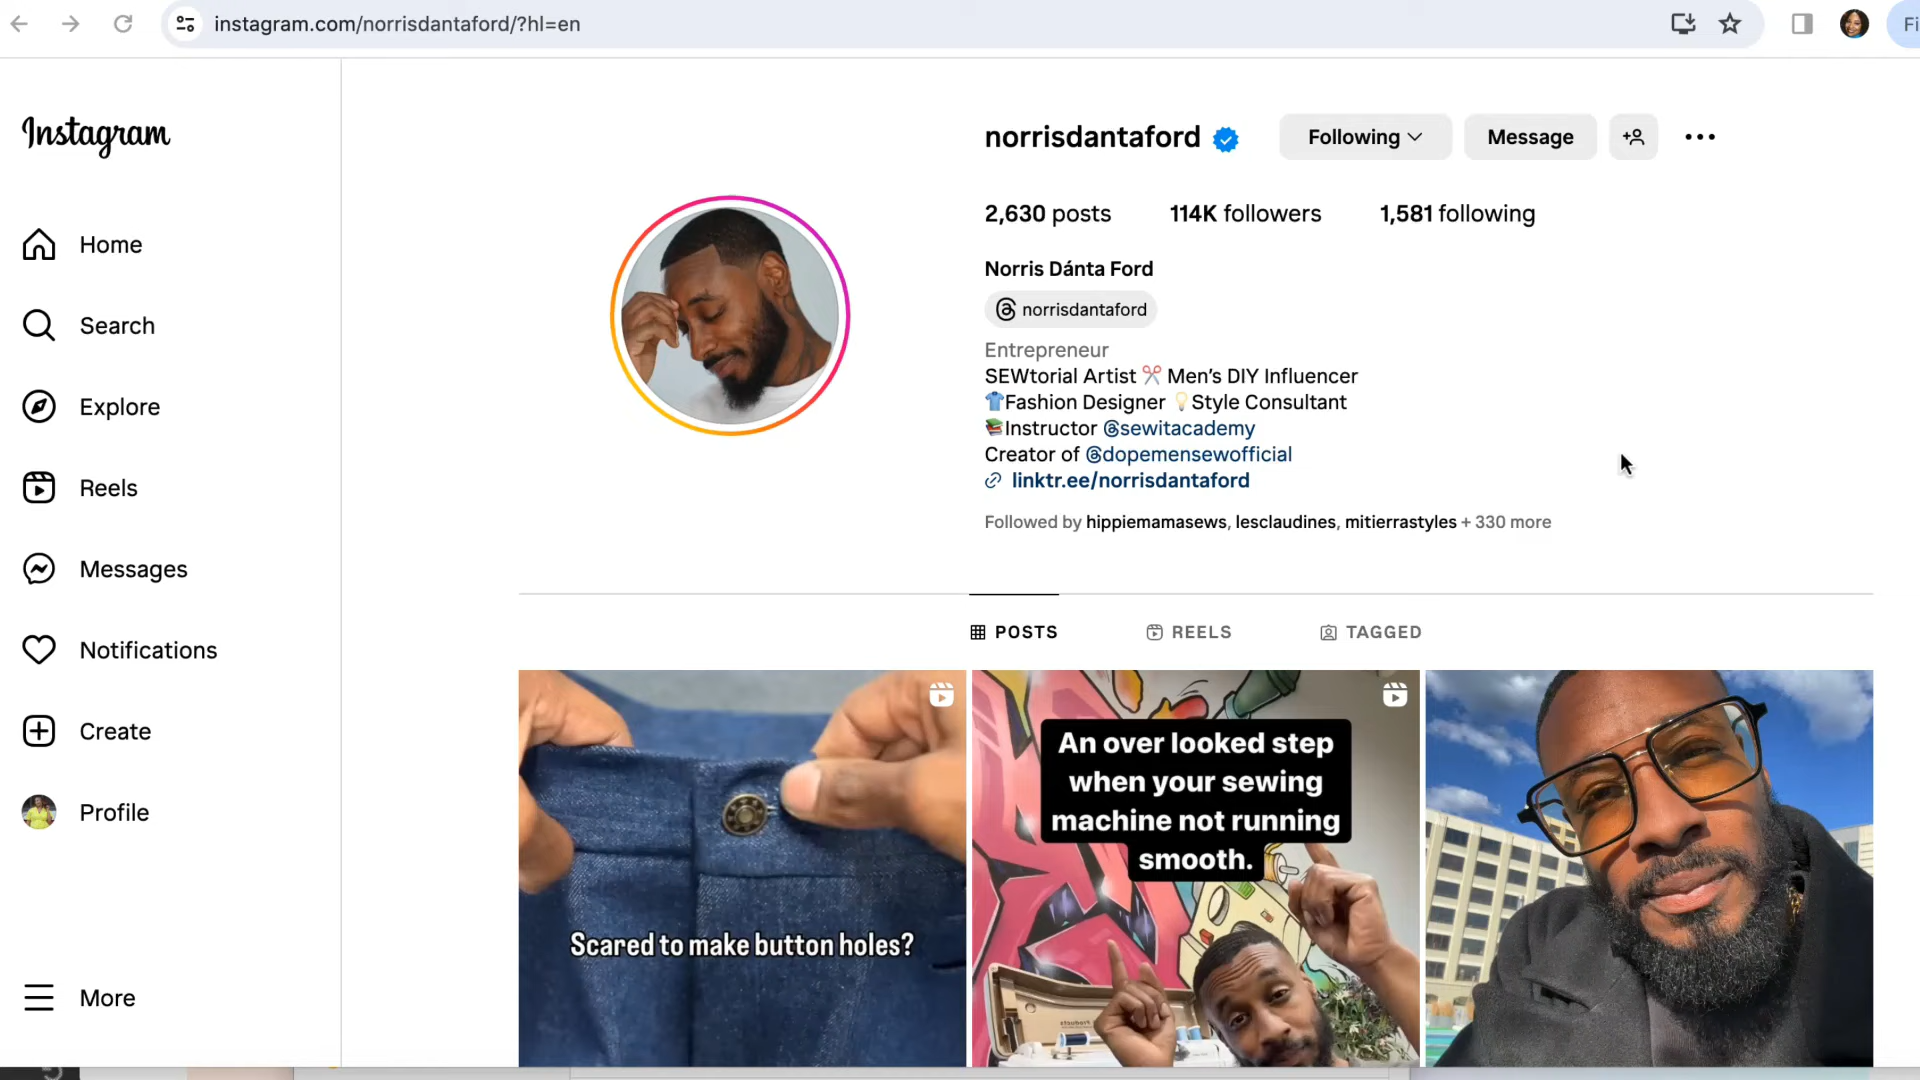 instagram.com/norrisdantaford/?hl=en
Fi
Instagram
Home
Search
Explore
Reels
Messages
Notifications
Create
Profile
More
norrisdantaford
Following
Message
2,630 posts
114K followers
1,581 following
Norris Dánta Ford
norrisdantaford
Entrepreneur
SEWtorial Artist ✂️ Men’s DIY Influencer
👕Fashion Designer 💡Style Consultant
📚Instructor @sewitacademy
Creator of @dopemensewofficial
linktr.ee/norrisdantaford
Followed by hippiemamasews, lesclaudines, mitierrastyles + 330 more
POSTS
REELS
TAGGED
Scared to make button holes?
An over looked step
when your sewing
machine not running
smooth.